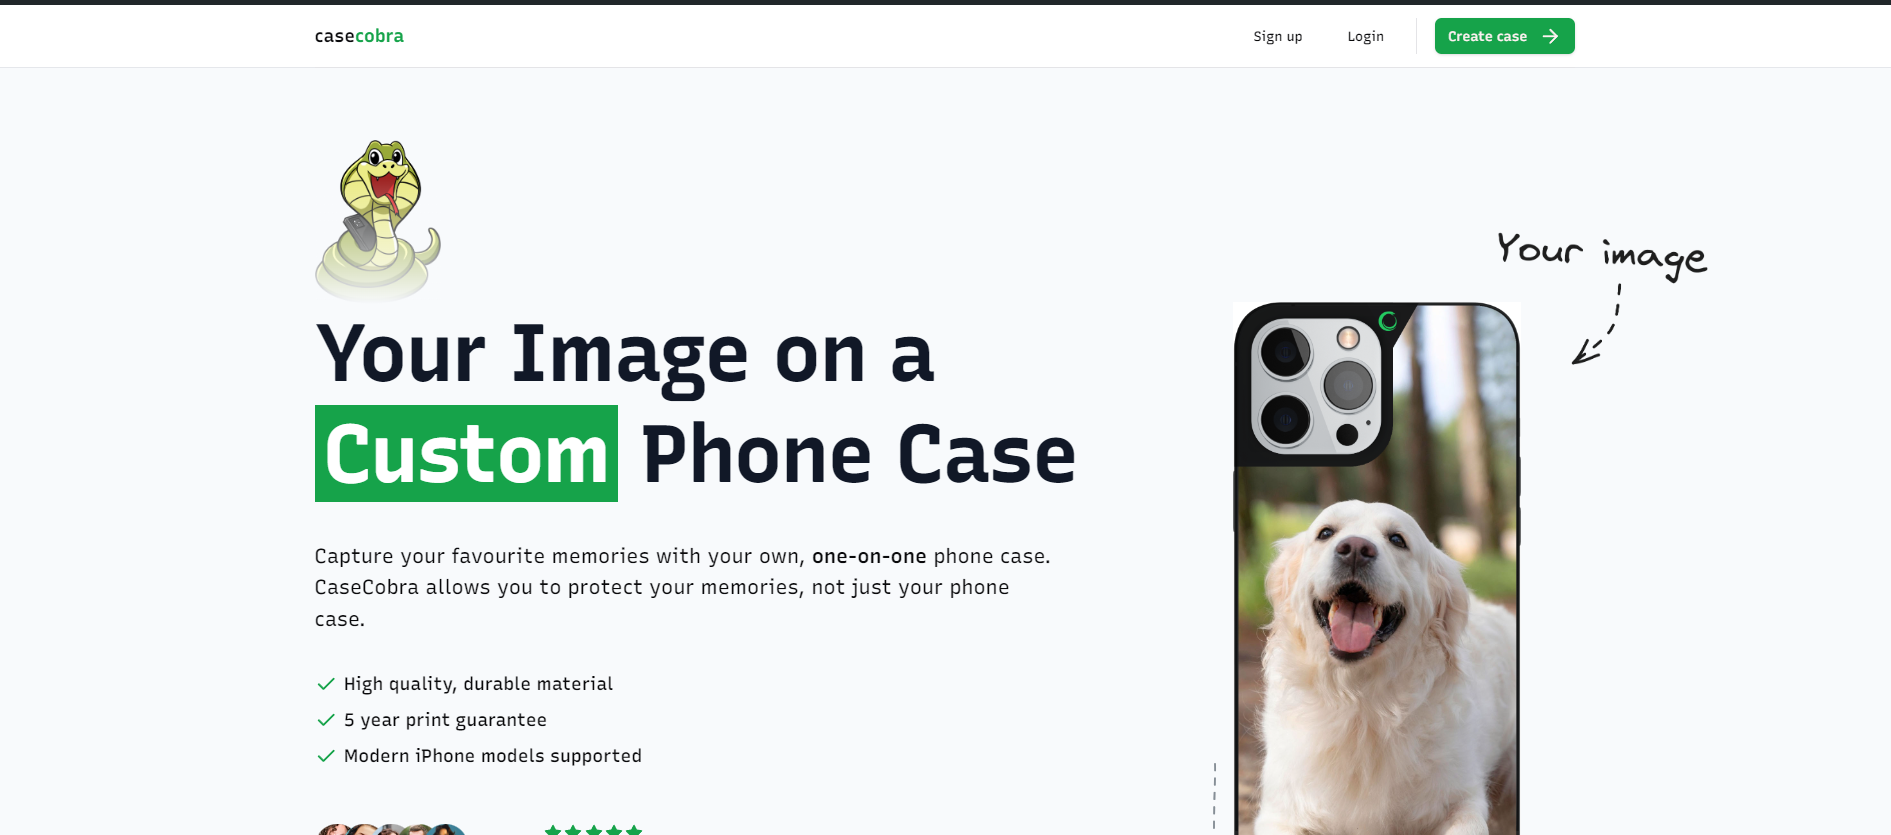 casecobra
Sign up
Login
Create case
Your image
Your Image on a
Custom Phone Case
Capture your favourite memories with your own, one-on-one phone case.
CaseCobra allows you to protect your memories, not just your phone
case.
High quality, durable material
5 year print guarantee
Modern iPhone models supported